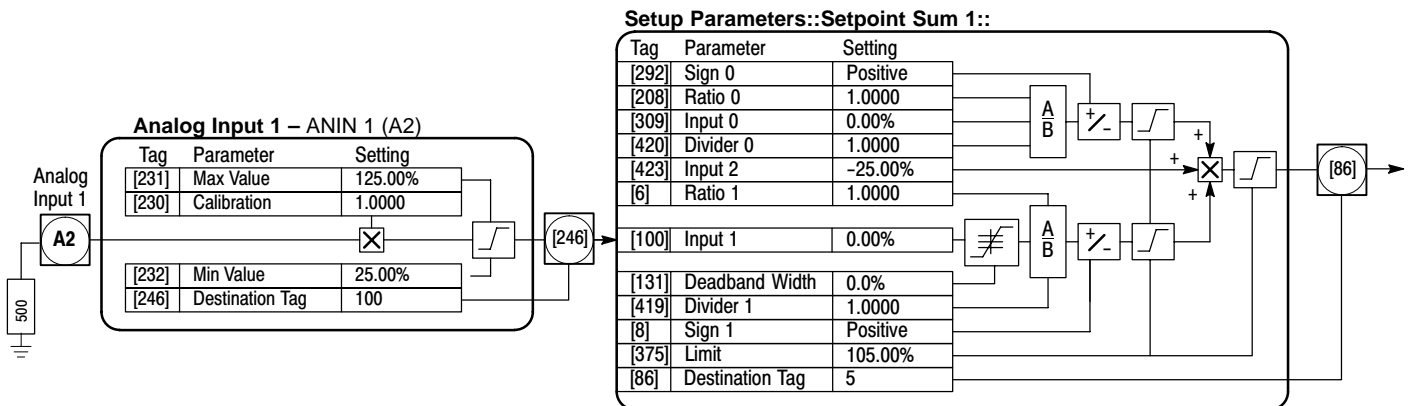 Setup Parameters::Setpoint Sum 1::
Tag Parameter Setting
[292] Sign 0 Positive
[208] Ratio 0 1.0000
[309] Input 0 0.00%
[420] Divider 0 1.0000
[423] Input 2 -25.00%
[6] Ratio 1 1.0000
[100] Input 1 0.00%
[131] Deadband Width 0.0%
[419] Divider 1 1.0000
[8] Sign 1 Positive
[375] Limit 105.00%
[86] Destination Tag 5
A
B
+/-
+
+
+
A
B
+/-
[86]
Analog Input 1 – ANIN 1 (A2)
Tag Parameter Setting
[231] Max Value 125.00%
[230] Calibration 1.0000
[232] Min Value 25.00%
[246] Destination Tag 100
Analog
Input 1
A2
500
[246]